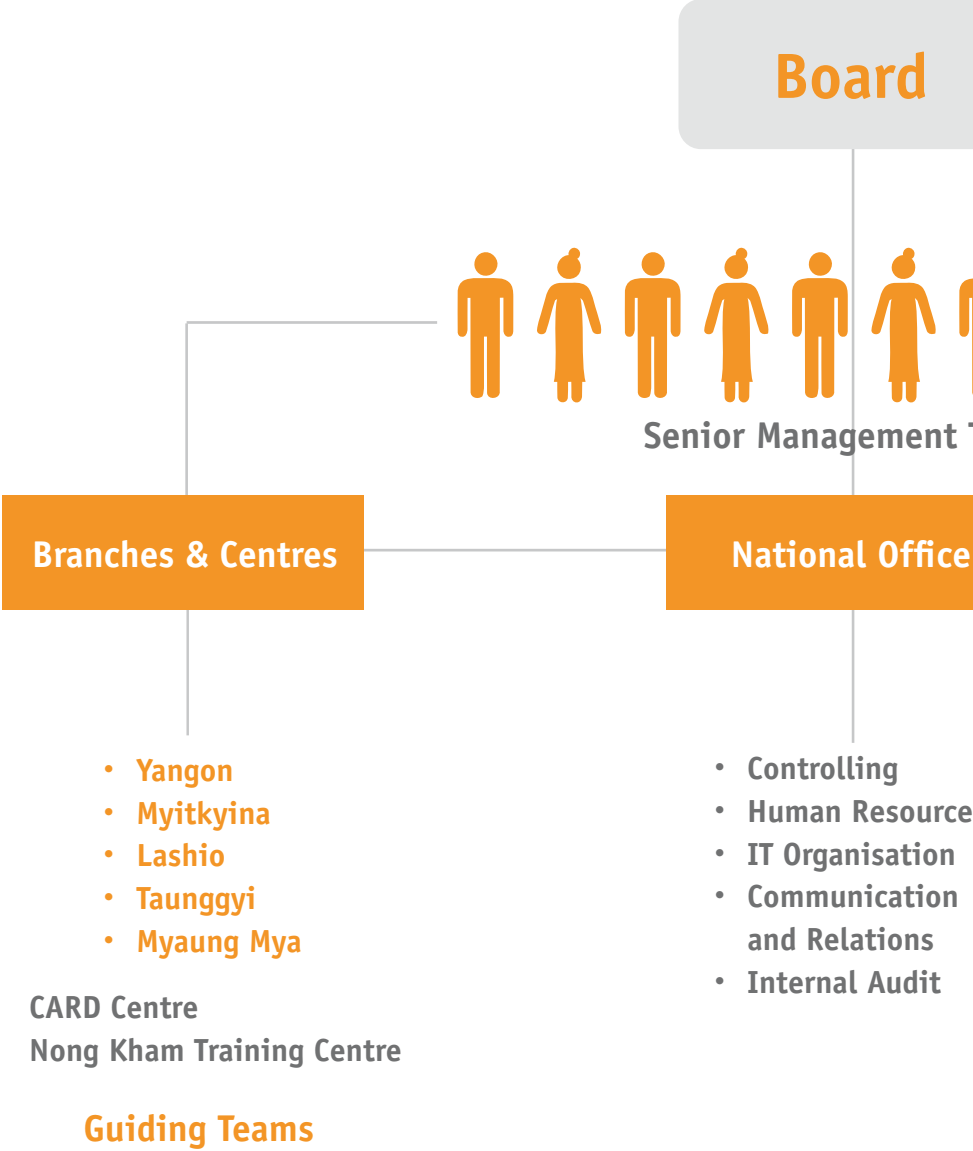 Board
Senior Management
Branches & Centres
National Office
• Yangon
• Myitkyina
• Lashio
• Taunggyi
• Myaung Mya
CARD Centre
Nong Kham Training Centre
Guiding Teams
• Controlling
• Human Resource
• IT Organisation
• Communication
and Relations
• Internal Audit